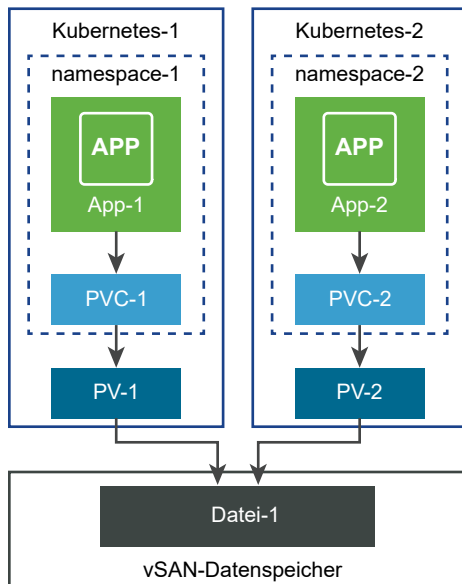 Kubernetes-1
Kubernetes-2
namespace-1
namespace-2
APP
APP
App-1
App-2
PVC-1
PVC-2
PV-1
PV-2
Datei-1
vSAN-Datenspeicher